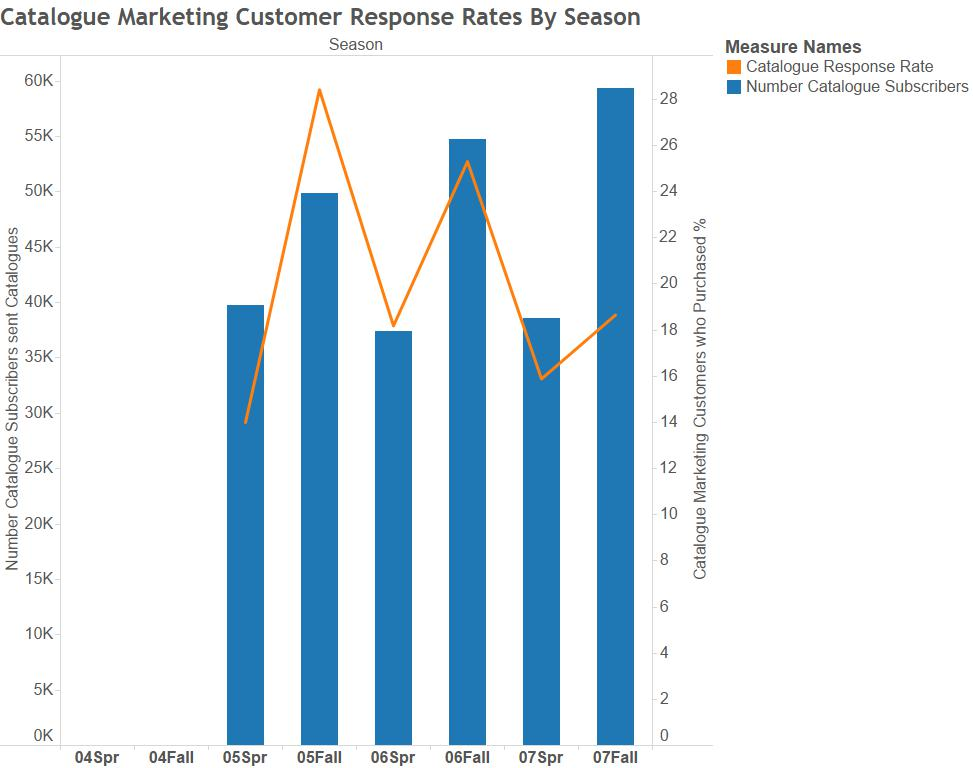 Catalogue Marketing Customer Response Rates By Season
Season
Measure Names
Catalogue Response Rate
Number Catalogue Subscribers
Number Catalogue Subscribers sent Catalogues
60K
55K
50K
45K
40K
35K
30K
25K
20K
15K
10K
5K
0K
28
26
24
22
20
18
16
14
12
10
8
6
4
2
0
Catalogue Marketing Customers who Purchased %
04Spr 04Fall 05Spr 05Fall 06Spr 06Fall 07Spr 07Fall